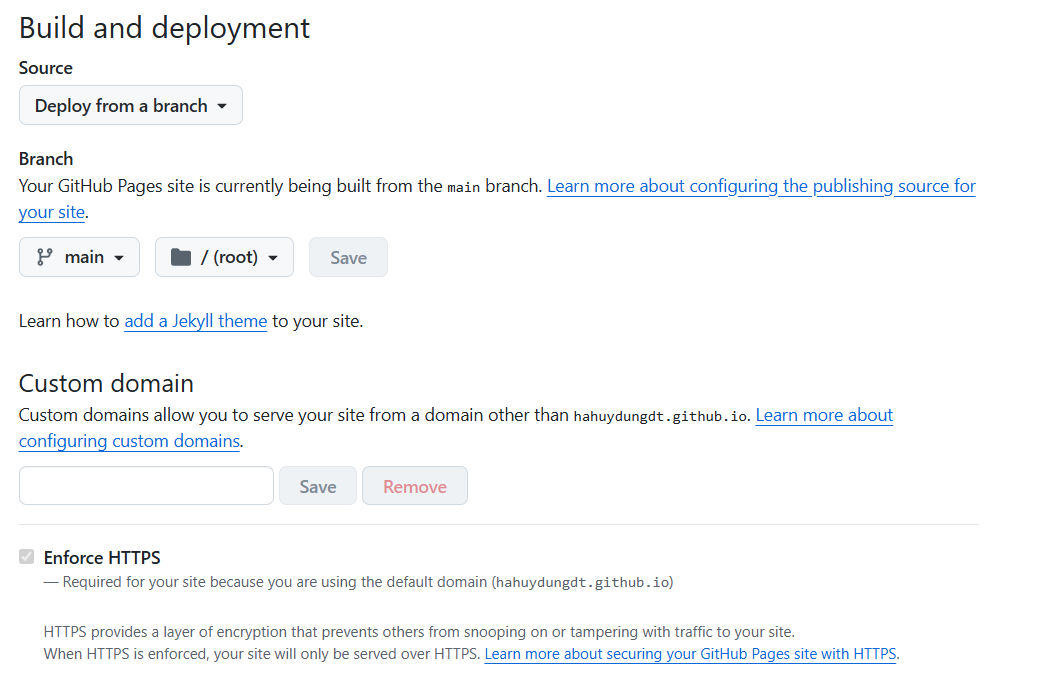 Build and deployment
Source
Deploy from a branch
Branch
Your GitHub Pages site is currently being built from the main branch. Learn more about configuring the publishing source for
your site.
main / (root) Save
Learn how to add a Jekyll theme to your site.
Custom domain
Custom domains allow you to serve your site from a domain other than hahuydungdt.github.io. Learn more about
configuring custom domains.
Save Remove
Enforce HTTPS
— Required for your site because you are using the default domain (hahuydungdt.github.io)
HTTPS provides a layer of encryption that prevents others from snooping on or tampering with traffic to your site.
When HTTPS is enforced, your site will only be served over HTTPS. Learn more about securing your GitHub Pages site with HTTPS.